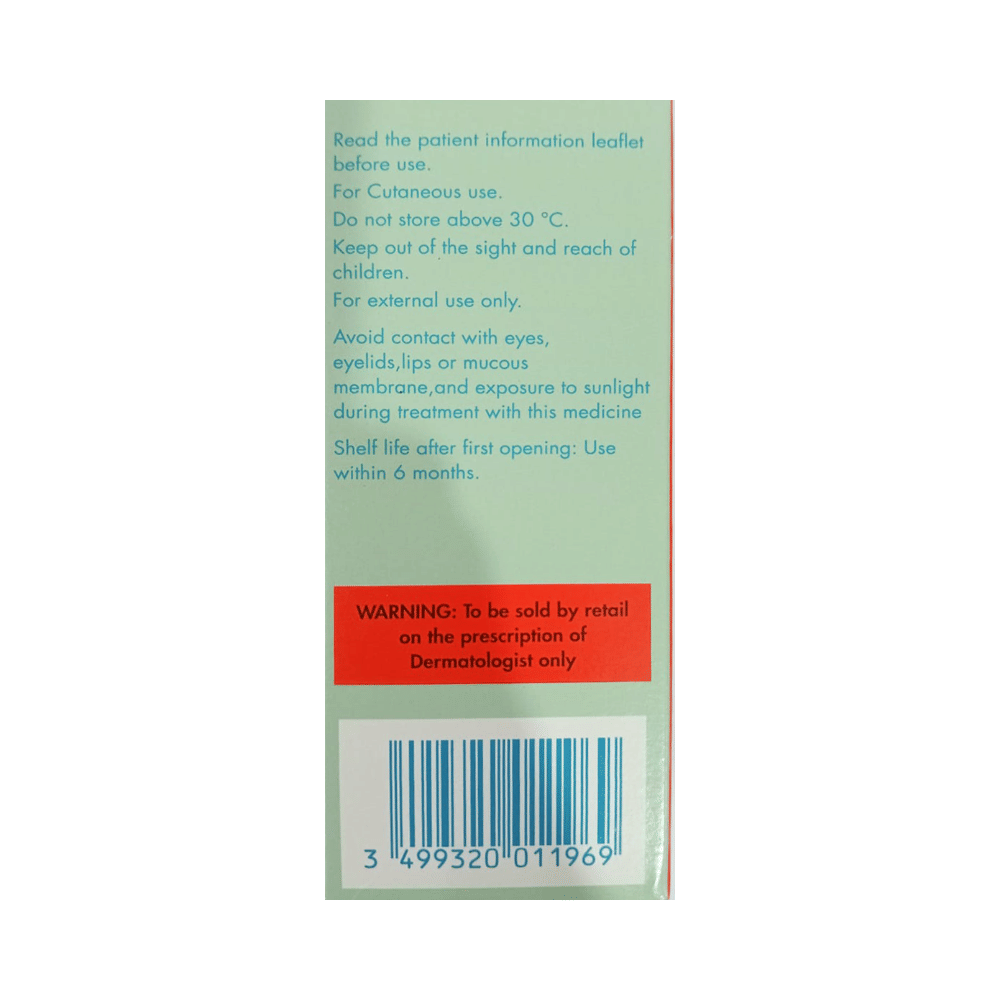 Read the patient information leaflet
before use.
For Cutaneous use.
Do not store above 30 °C.
Keep out of the sight and reach of
children.
For external use only.
Avoid contact with eyes,
eyelids,lips or mucous
membrane,and exposure to sunlight
during treatment with this medicine
Shelf life after first opening: Use
within 6 months.
WARNING: To be sold by retail
on the prescription of
Dermatologist only
3 499320 011969